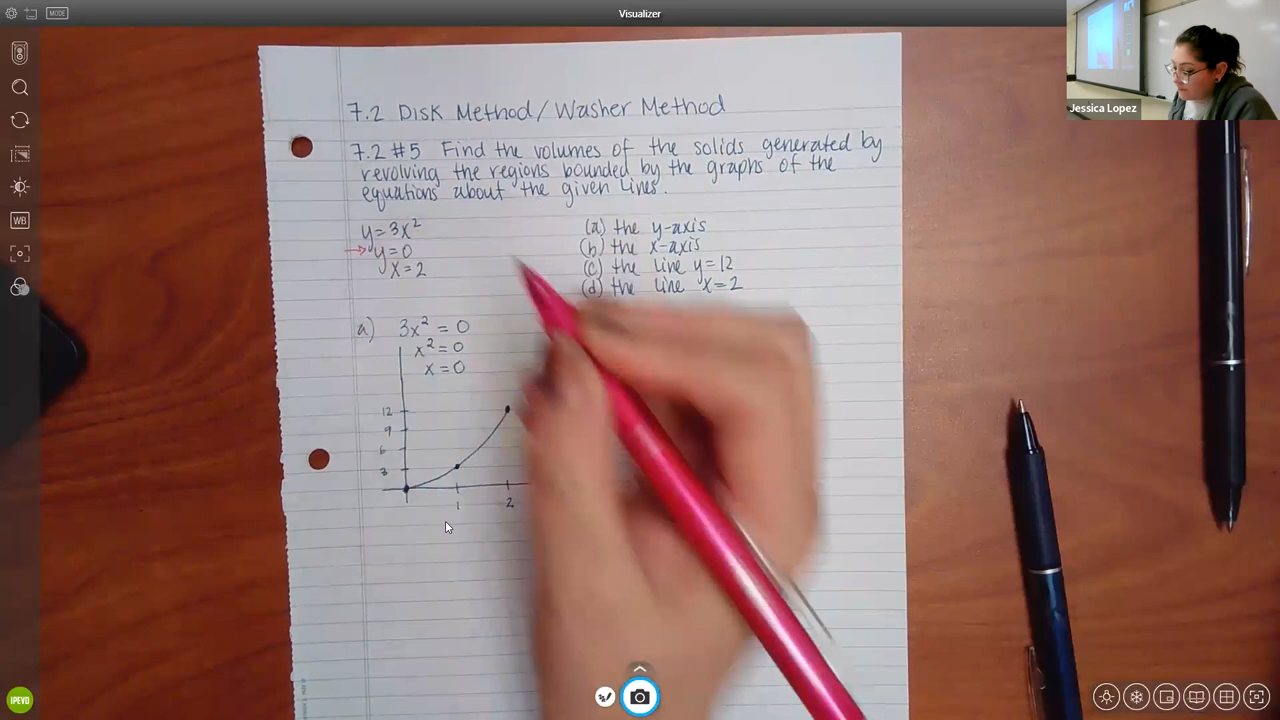 MODE
Visualizer
Jessica Lopez
WB
7.2 Disk Method/Washer Method
7.2 #5 Find the volumes of the solids generated by
revolving the regions bounded by the graphs of the
equations about the given lines.
y=3x²
→ y=0
x=2
(a) the y-axis
(b) the x-axis
(c) the line y=12
(d) the line x=2
a) 3x² = 0
x²=0
x=0
12
9
6
3
1
2
IPEVO